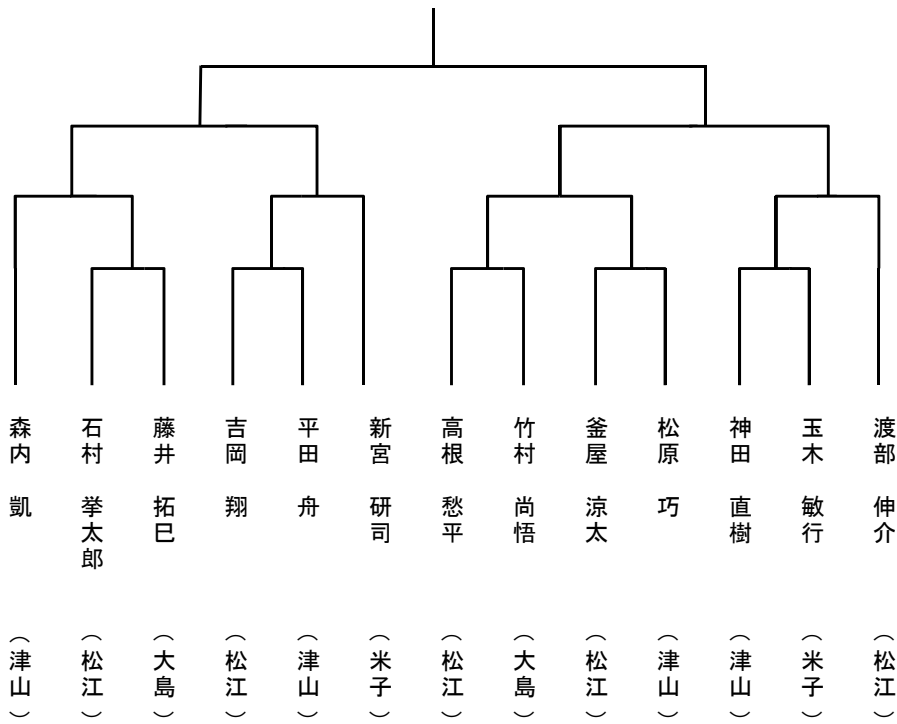 森内 凱 （津山）
石村 挙太郎 （松江）
藤井 拓巳 （大島）
吉岡 翔 （松江）
平田 舟 （津山）
新宮 研司 （米子）
高根 愁平 （松江）
竹村 尚悟 （大島）
釜屋 涼太 （松江）
松原 巧 （津山）
神田 直樹 （津山）
玉木 敏行 （米子）
渡部 伸介 （松江）